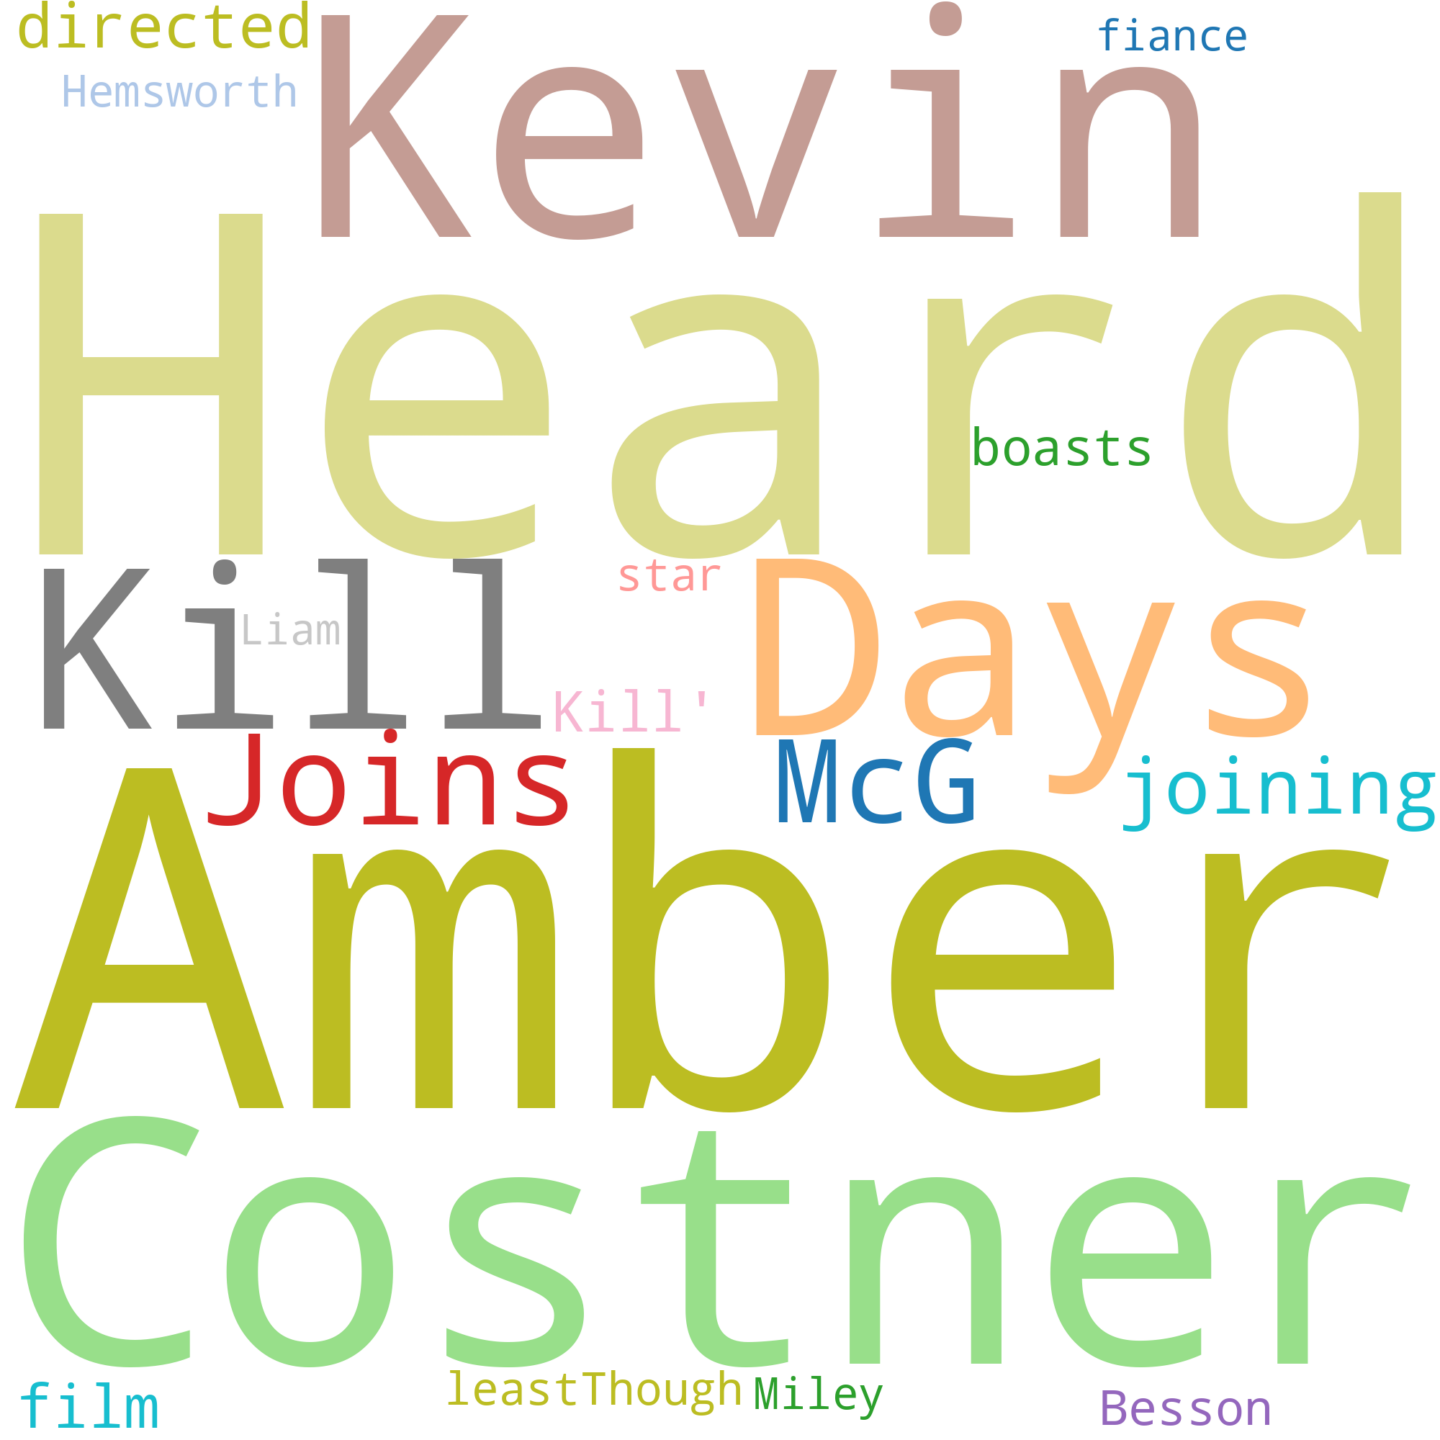 directed
Kevin
fiance
Hemsworth
Heard
boasts
Kill
star
Days
Liam
Kill'
Joins
McG
joining
Amber
Costner
film
leastThough
Miley
Besson